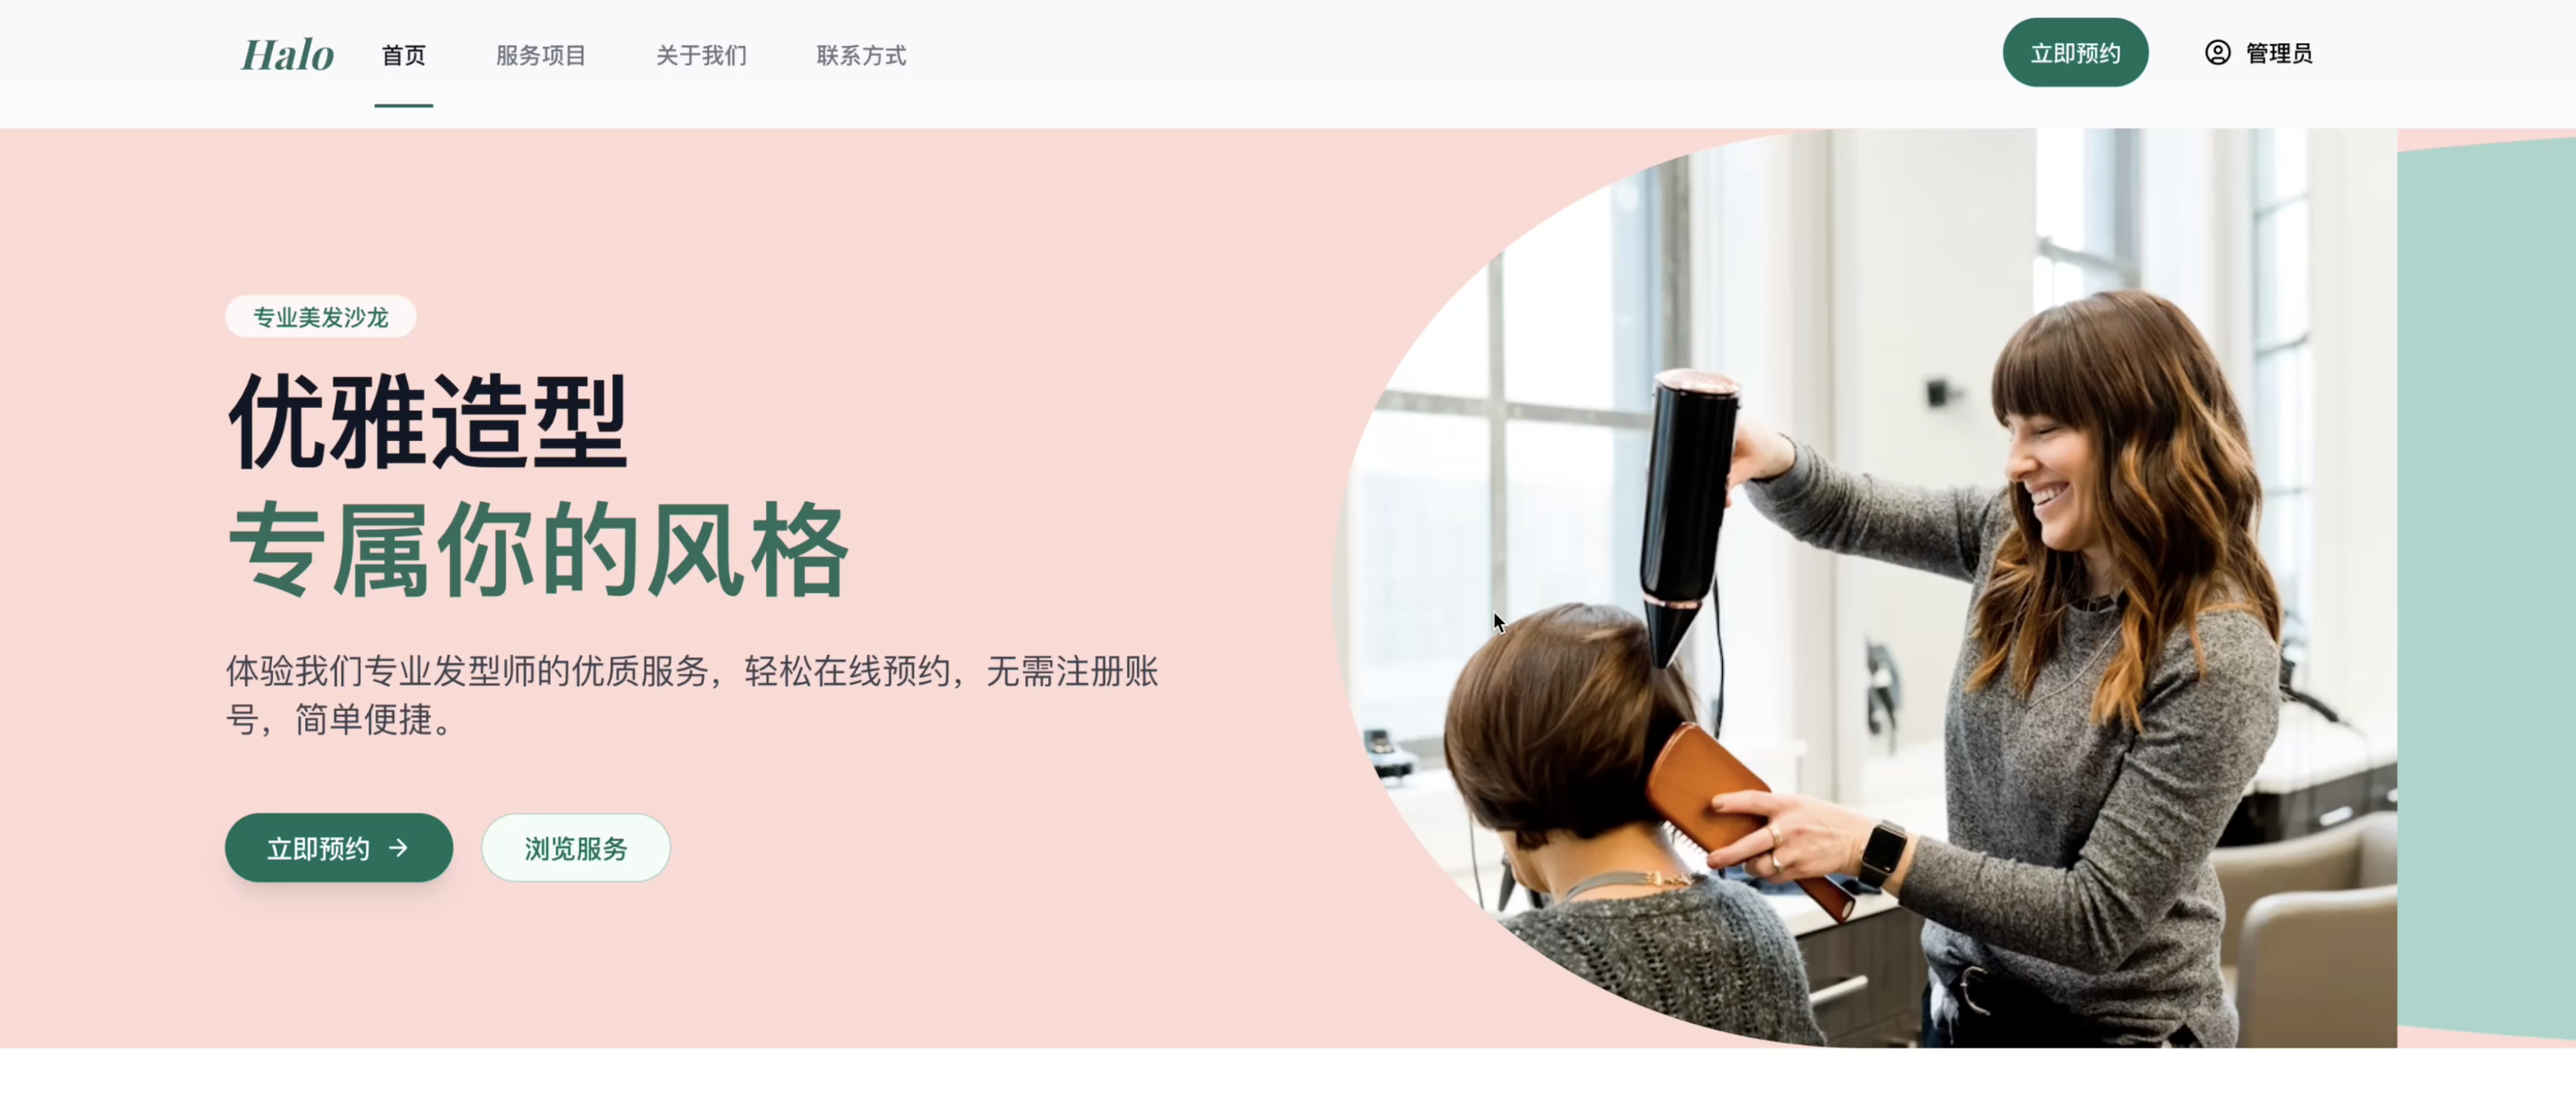 Halo
首页
服务项目
关于我们
联系方式
立即预约
管理员
专业美发沙龙
优雅造型
专属你的风格
体验我们专业发型师的优质服务，轻松在线预约，无需注册账
号，简单便捷。
立即预约 →
浏览服务